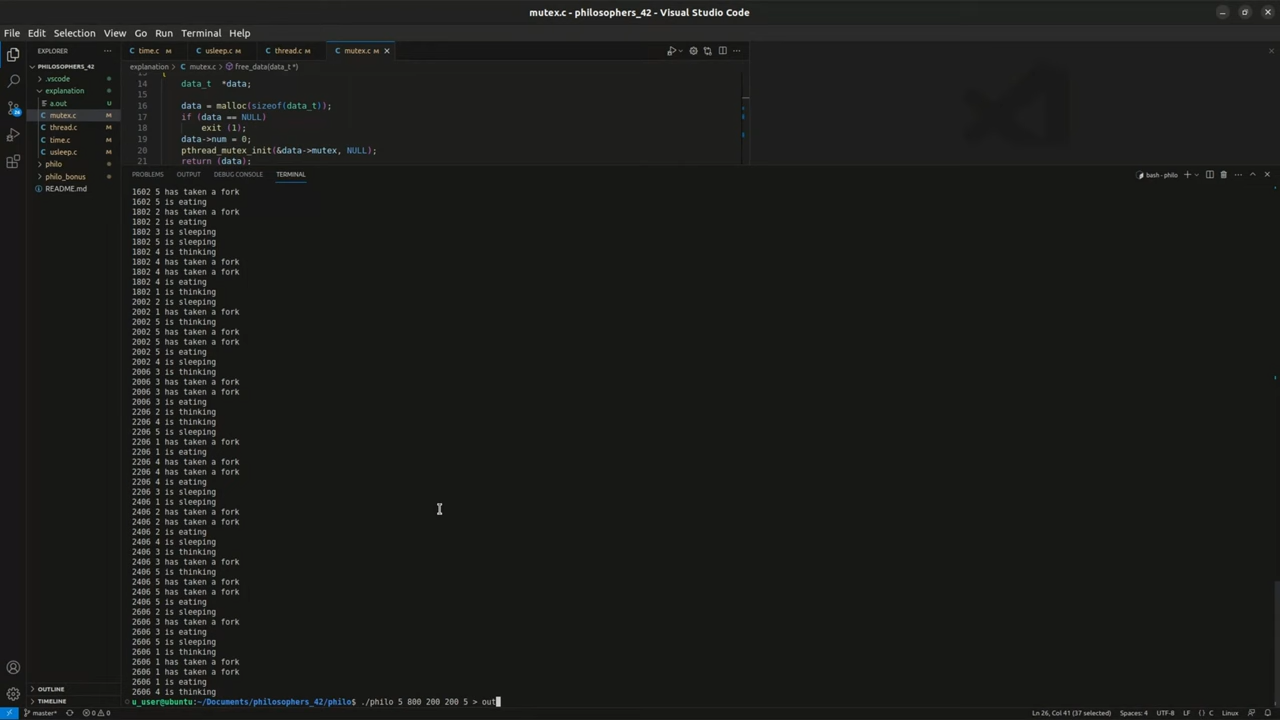 mutex.c - philosophers_42 - Visual Studio Code
File Edit Selection View Go Run Terminal Help
EXPLORER
time.c M usleep.c M thread.c M mutex.c M
PHILOSOPHERS_42
explanation > mutex.c > free_data(data_t *)
.vscode
explanation
a.out U
mutex.c M
thread.c M
time.c M
usleep.c M
philo
philo_bonus
README.md
13 {
14 data_t *data;
15
16 data = malloc(sizeof(data_t));
17 if (data == NULL)
18 exit (1);
19 data->num = 0;
20 pthread_mutex_init(&data->mutex, NULL);
21 return (data);
PROBLEMS OUTPUT DEBUG CONSOLE TERMINAL
bash - philo
1602 5 has taken a fork
1602 5 is eating
1802 2 has taken a fork
1802 2 is eating
1802 3 is sleeping
1802 5 is sleeping
1802 4 is thinking
1802 4 has taken a fork
1802 4 has taken a fork
1802 4 is eating
1802 1 is thinking
2002 2 is sleeping
2002 1 has taken a fork
2002 5 is thinking
2002 5 has taken a fork
2002 5 has taken a fork
2002 5 is eating
2002 4 is sleeping
2006 3 is thinking
2006 3 has taken a fork
2006 3 has taken a fork
2006 3 is eating
2206 2 is thinking
2206 4 is thinking
2206 5 is sleeping
2206 1 has taken a fork
2206 1 is eating
2206 4 has taken a fork
2206 4 has taken a fork
2206 4 is eating
2206 3 is sleeping
2406 1 is sleeping
2406 2 has taken a fork
2406 2 has taken a fork
2406 2 is eating
2406 4 is sleeping
2406 3 is thinking
2406 3 has taken a fork
2406 5 is thinking
2406 5 has taken a fork
2406 5 has taken a fork
2406 5 is eating
2606 2 is sleeping
2606 3 has taken a fork
2606 3 is eating
2606 5 is sleeping
2606 1 is thinking
2606 1 has taken a fork
2606 1 has taken a fork
2606 1 is eating
2606 4 is thinking
u_user@ubuntu:~/Documents/philosophers_42/philo$ ./philo 5 800 200 200 5 > out
OUTLINE
TIMELINE
master* 0 0 Ln 26, Col 41 (37 selected) Spaces: 4 UTF-8 LF {} C Linux